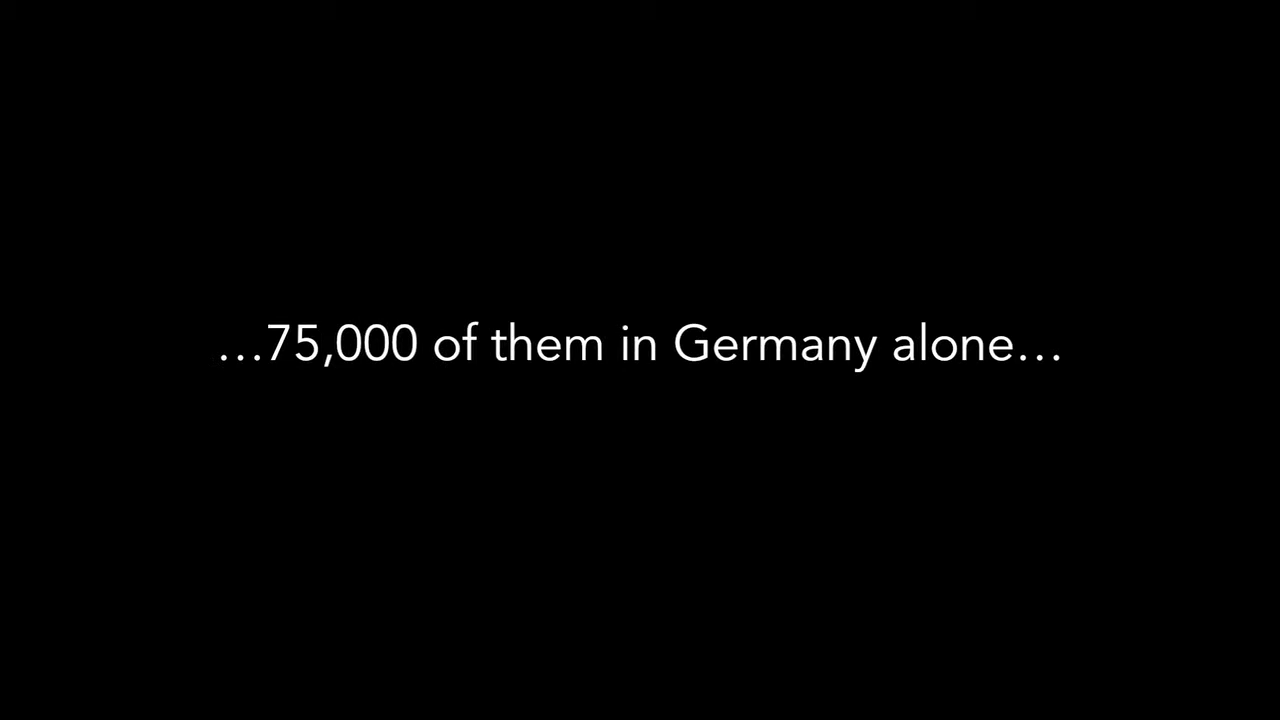 …75,000 of them in Germany alone…